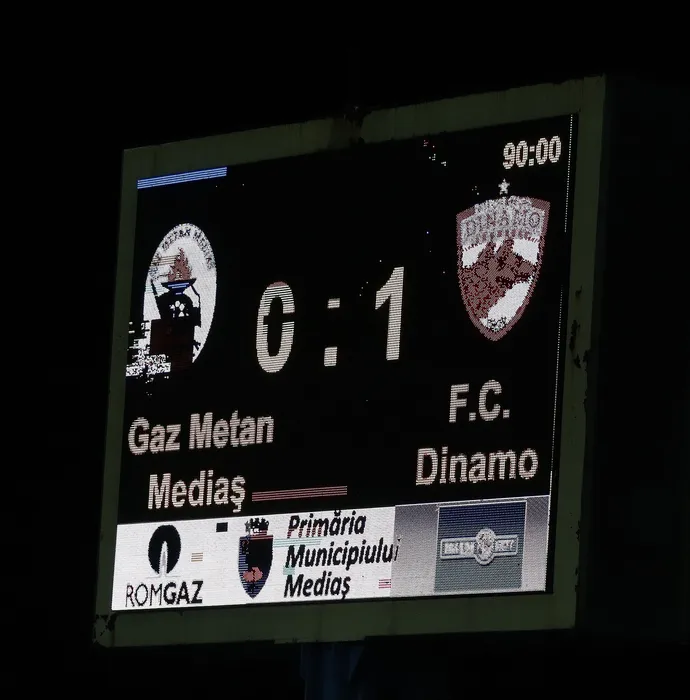 90:00
DINAMO
0 : 1
Gaz Metan
Mediaş
F.C.
Dinamo
ROMGAZ
Primăria
Municipiului
Mediaş